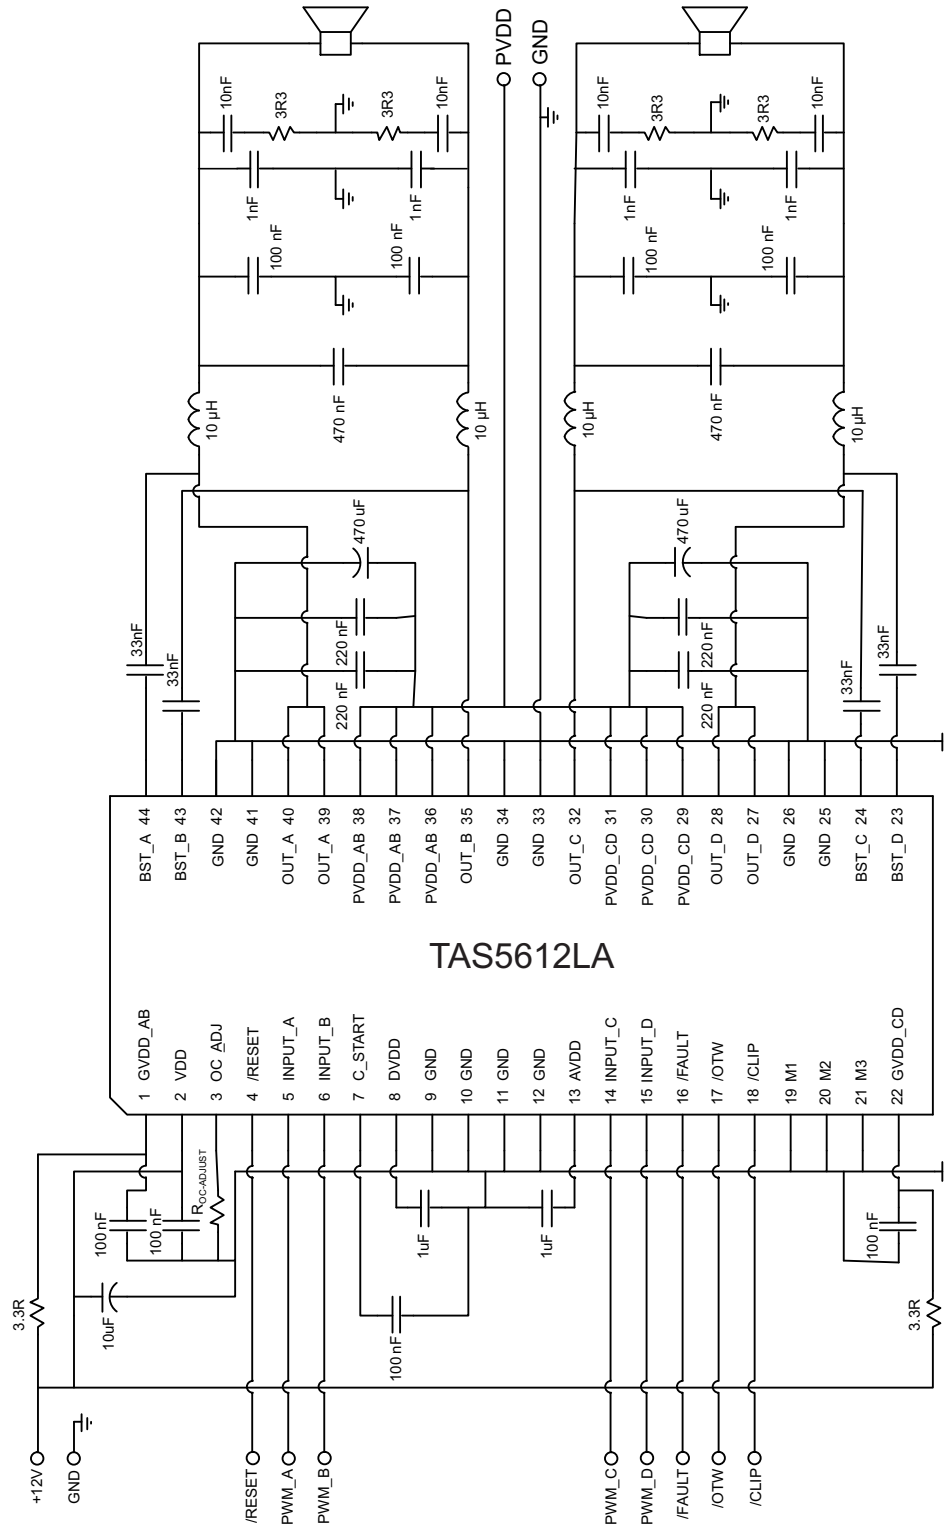 PVDD
GND
10nF
3R3
3R3
10nF
10nF
3R3
3R3
10nF
1nF
1nF
1nF
1nF
100 nF
100 nF
100 nF
100 nF
470 nF
470 nF
10 µH
10 µH
10 µH
10 µH
470 uF
470 uF
33nF
33nF
220 nF
220 nF
220 nF
220 nF
33nF
33nF
BST_A 44
BST_B 43
GND 42
GND 41
OUT_A 40
OUT_A 39
PVDD_AB 38
PVDD_AB 37
PVDD_AB 36
OUT_B 35
GND 34
GND 33
OUT_C 32
PVDD_CD 31
PVDD_CD 30
PVDD_CD 29
OUT_D 28
OUT_D 27
GND 26
GND 25
BST_C 24
BST_D 23
TAS5612LA
1 GVDD_AB
2 VDD
3 OC_ADJ
4 /RESET
5 INPUT_A
6 INPUT_B
7 C_START
8 DVDD
9 GND
10 GND
11 GND
12 GND
13 AVDD
14 INPUT_C
15 INPUT_D
16 /FAULT
17 /OTW
18 /CLIP
19 M1
20 M2
21 M3
22 GVDD_CD
100 nF
100 nF
ROC-ADJUST
1uF
1uF
100 nF
3.3R
10uF
100 nF
3.3R
+12V
GND
/RESET
PWM_A
PWM_B
PWM_C
PWM_D
/FAULT
/OTW
/CLIP